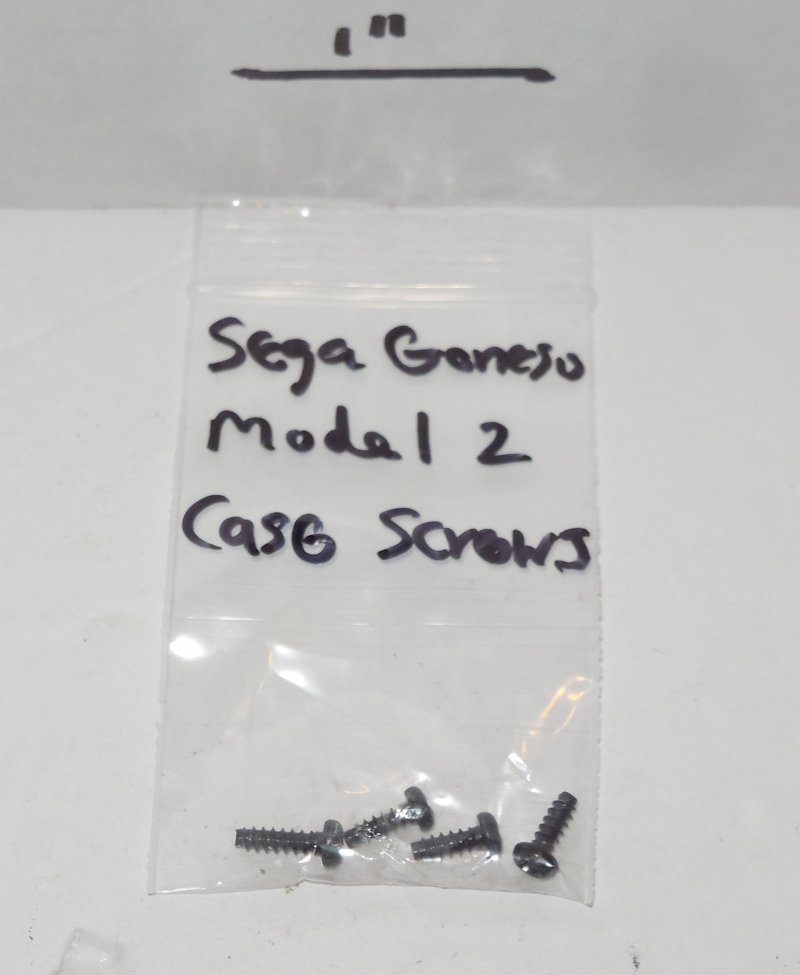 1"
Sega Genesis
Model 2
Case Screws